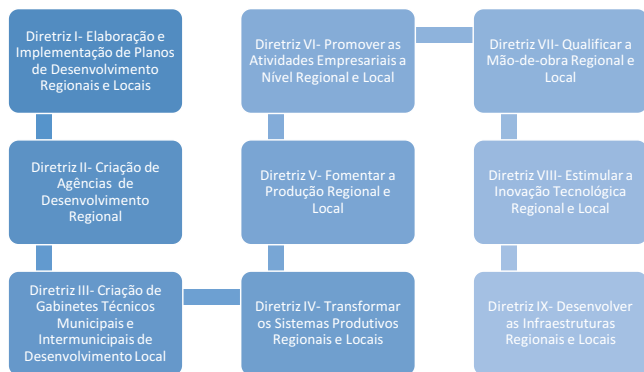 Diretriz I- Elaboração e
Implementação de Planos
de Desenvolvimento
Regionais e Locais
Diretriz II- Criação de
Agências de
Desenvolvimento
Regional
Diretriz III- Criação de
Gabinetes Técnicos
Municipais e
Intermunicipais de
Desenvolvimento Local
Diretriz IV- Transformar
os Sistemas Produtivos
Regionais e Locais
Diretriz V- Fomentar a
Produção Regional e
Local
Diretriz VI- Promover as
Atividades Empresariais a
Nível Regional e Local
Diretriz VII- Qualificar a
Mão-de-obra Regional e
Local
Diretriz VIII- Estimular a
Inovação Tecnológica
Regional e Local
Diretriz IX- Desenvolver
as Infraestruturas
Regionais e Locais